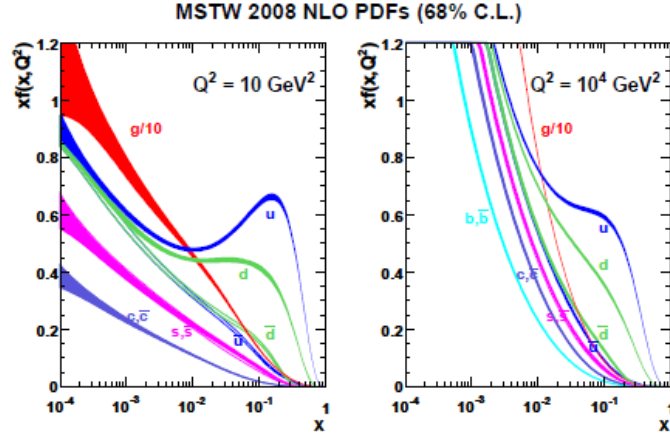 MSTW 2008 NLO PDFs (68% C.L.)
xf(x,Q²)
1.2
1
0.8
0.6
0.4
0.2
0
Q² = 10 GeV²
g/10
u
d
c,c̅
s,s̅
d̅
u̅
10⁻⁴
10⁻³
10⁻²
10⁻¹
1
x
xf(x,Q²)
1.2
1
0.8
0.6
0.4
0.2
0
Q² = 10⁴ GeV²
g/10
b,b̅
u
d
c,c̅
s,s̅
d̅
u̅
10⁻⁴
10⁻³
10⁻²
10⁻¹
1
x